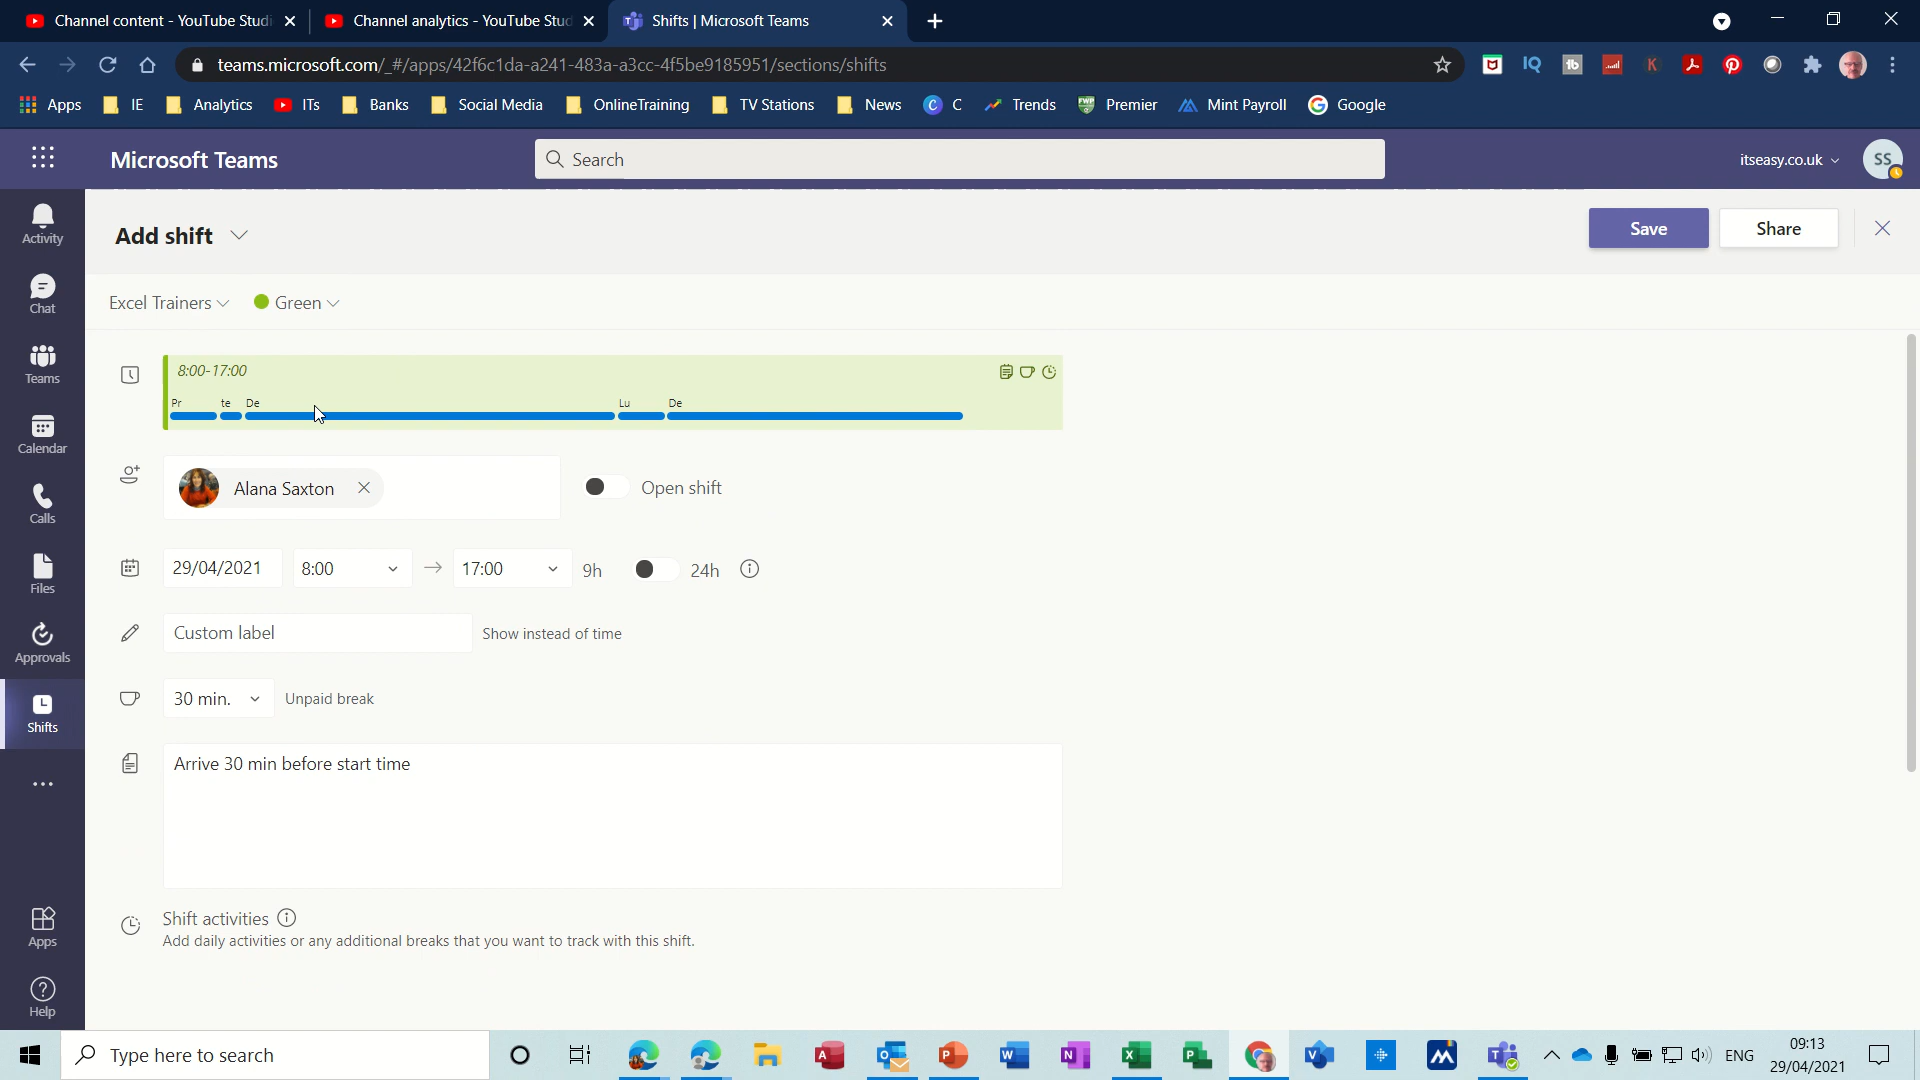 Channel content - YouTube Studi
Channel analytics - YouTube Stud
Shifts | Microsoft Teams
teams.microsoft.com/_#/apps/42f6c1da-a241-483a-a3cc-4f5be9185951/sections/shifts
Apps IE Analytics ITs Banks Social Media OnlineTraining TV Stations News C Trends Premier Mint Payroll Google
Microsoft Teams
Search
itseasy.co.uk
SS
Activity
Chat
Teams
Calendar
Calls
Files
Approvals
Shifts
Apps
Help
Add shift
Save
Share
Excel Trainers
Green
8:00-17:00
Pr te De Lu De
Alana Saxton
Open shift
29/04/2021 8:00 17:00 9h 24h
Custom label
Show instead of time
30 min.
Unpaid break
Arrive 30 min before start time
Shift activities
Add daily activities or any additional breaks that you want to track with this shift.
Type here to search
ENG
09:13
29/04/2021